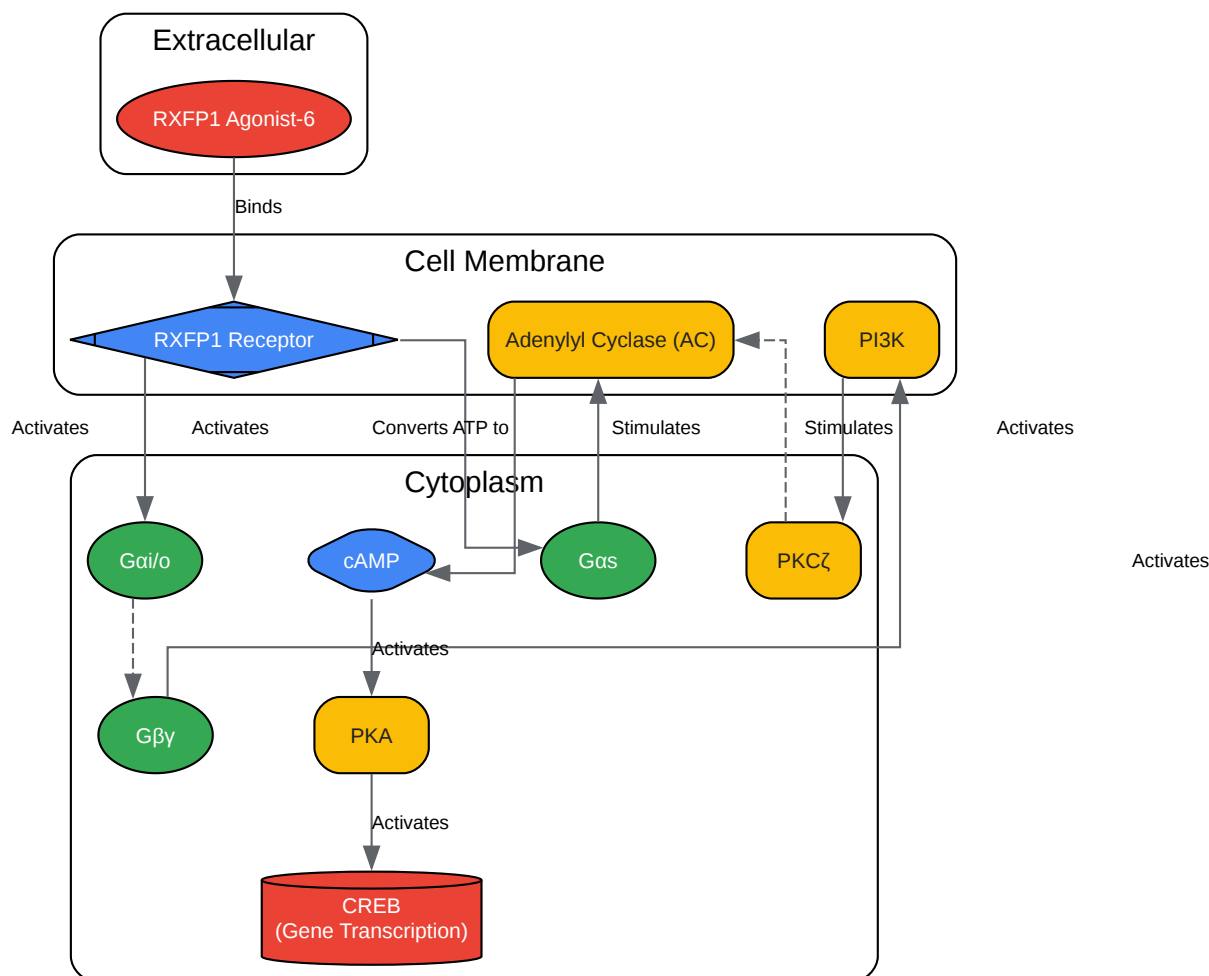 Extracellular
RXFP1 Agonist-6
Binds
Cell Membrane
RXFP1 Receptor
Adenylyl Cyclase (AC)
PI3K
Activates
Activates
Converts ATP to
Stimulates
Stimulates
Activates
Cytoplasm
Gαi/o
cAMP
Gαs
PKCζ
Activates
Activates
Gβγ
PKA
Activates
CREB
(Gene Transcription)